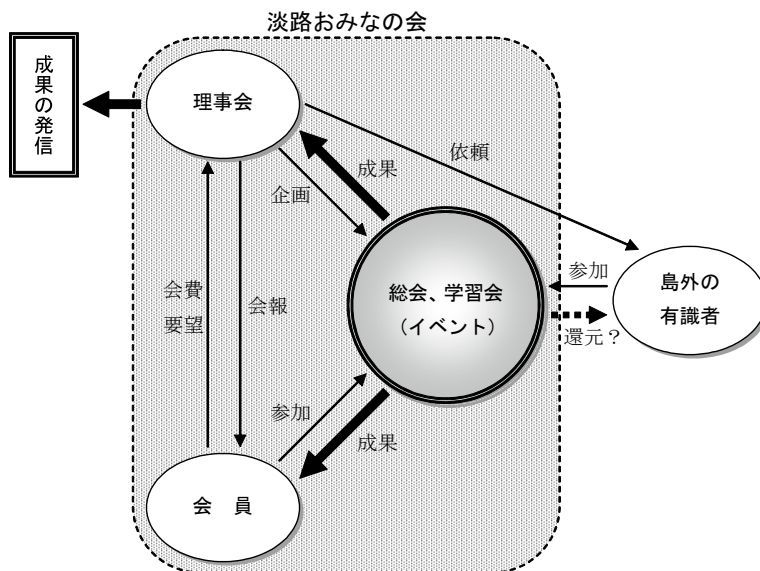 淡路おみなの会
成果の発信
理事会
依頼
成果
企画
参加
島外の
有識者
総会、学習会
(イベント)
還元？
会費
要望
会報
参加
成果
会　員